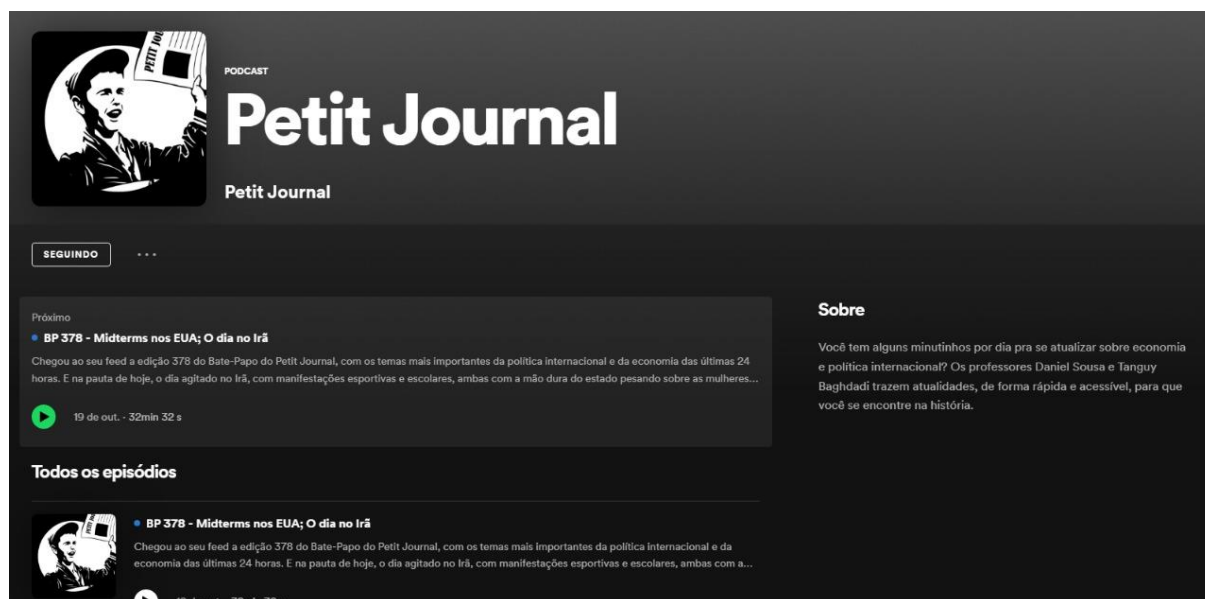 PETIT JOU
PODCAST
Petit Journal
Petit Journal
SEGUINDO
Próximo
BP 378 - Midterms nos EUA; O dia no Irã
Chegou ao seu feed a edição 378 do Bate-Papo do Petit Journal, com os temas mais importantes da política internacional e da economia das últimas 24
horas. E na pauta de hoje, o dia agitado no Irã, com manifestações esportivas e escolares, ambas com a mão dura do estado pesando sobre as mulheres...
19 de out. · 32min 32 s
Sobre
Você tem alguns minutinhos por dia pra se atualizar sobre economia
e política internacional? Os professores Daniel Sousa e Tanguy
Baghdadi trazem atualidades, de forma rápida e acessível, para que
você se encontre na história.
Todos os episódios
BP 378 - Midterms nos EUA; O dia no Irã
Chegou ao seu feed a edição 378 do Bate-Papo do Petit Journal, com os temas mais importantes da política internacional e da
economia das últimas 24 horas. E na pauta de hoje, o dia agitado no Irã, com manifestações esportivas e escolares, ambas com a...